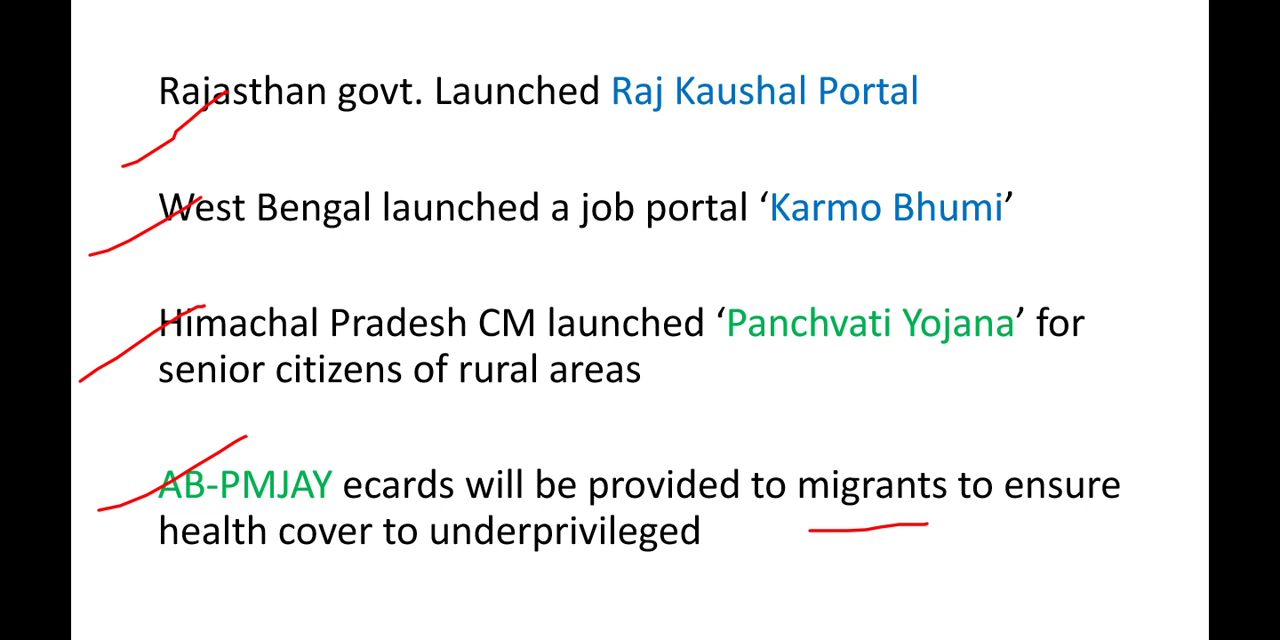 Rajasthan govt. Launched Raj Kaushal Portal
West Bengal launched a job portal ‘Karmo Bhumi’
Himachal Pradesh CM launched ‘Panchvati Yojana’ for
senior citizens of rural areas
AB-PMJAY ecards will be provided to migrants to ensure
health cover to underprivileged